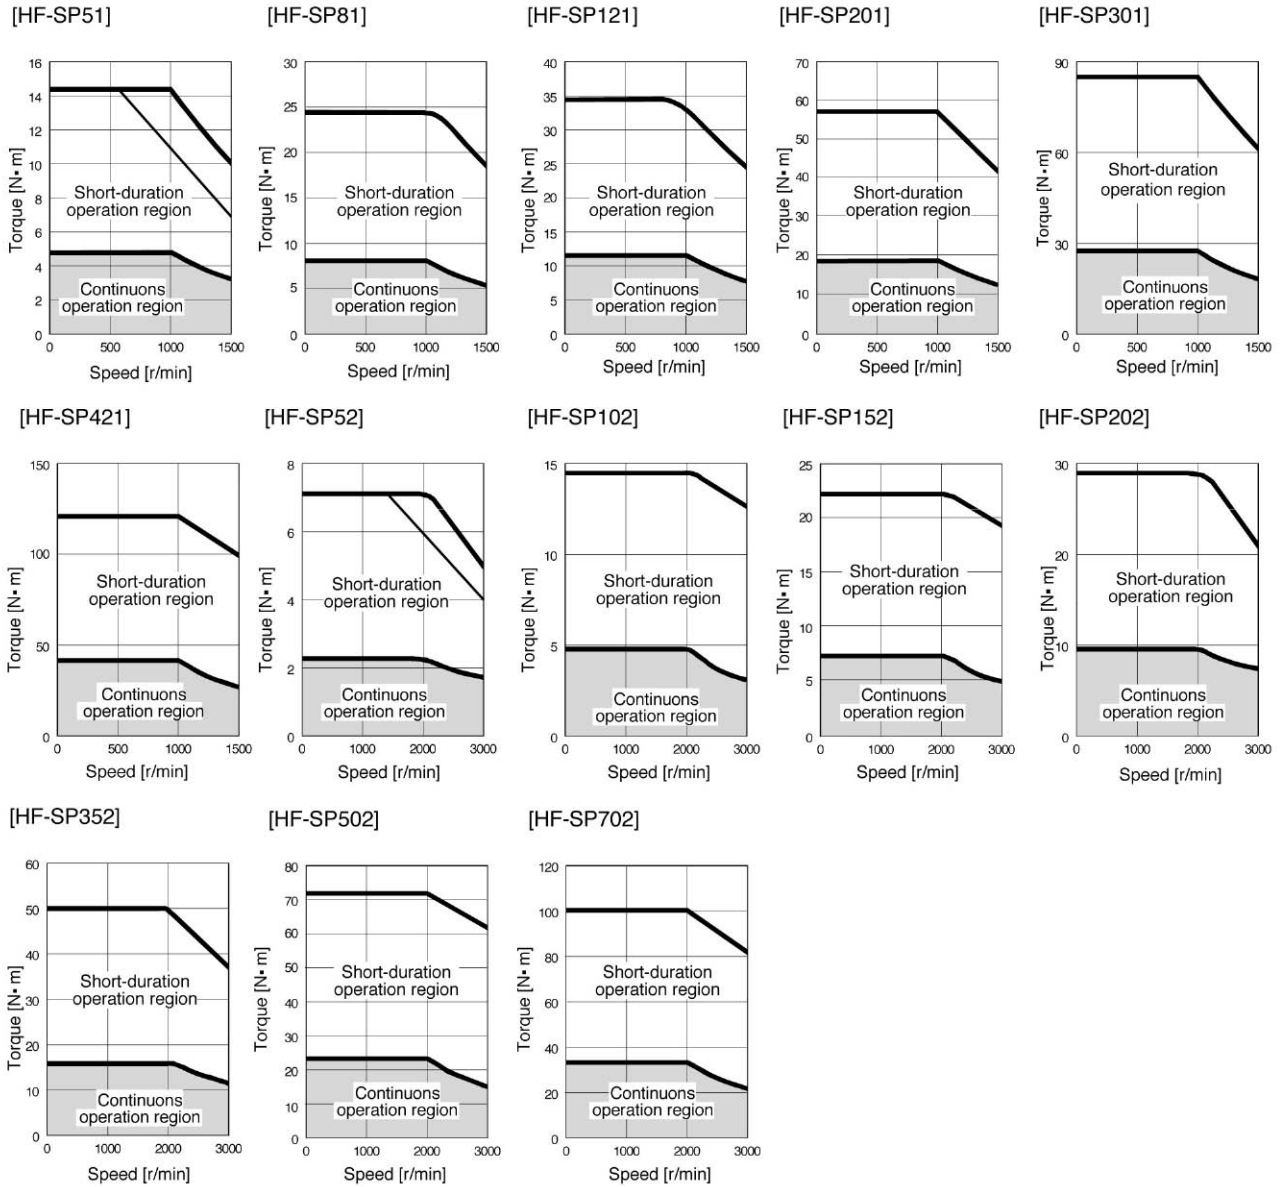 [HF-SP51]
[HF-SP81]
[HF-SP121]
[HF-SP201]
[HF-SP301]
16
14
12
10
8
6
4
2
0
Torque [N▪ m]
Short-duration
operation region
Continuons
operation region
0 500 1000 1500
Speed [r/min]
30
25
20
15
10
5
0
Torque [N▪ m]
Short-duration
operation region
Continuons
operation region
0 500 1000 1500
Speed [r/min]
40
35
30
25
20
15
10
5
0
Torque [N▪ m]
Short-duration
operation region
Continuons
operation region
0 500 1000 1500
Speed [r/min]
70
60
50
40
30
20
10
0
Torque [N▪ m]
Short-duration
operation region
Continuons
operation region
0 500 1000 1500
Speed [r/min]
90
60
30
0
Torque [N▪ m]
Short-duration
operation region
Continuons
operation region
0 500 1000 1500
Speed [r/min]
[HF-SP421]
[HF-SP52]
[HF-SP102]
[HF-SP152]
[HF-SP202]
150
100
50
0
Torque [N▪ m]
Short-duration
operation region
Continuons
operation region
0 500 1000 1500
Speed [r/min]
8
6
4
2
0
Torque [N▪ m]
Short-duration
operation region
Continuons
operation region
0 1000 2000 3000
Speed [r/min]
15
10
5
0
Torque [N▪ m]
Short-duration
operation region
Continuons
operation region
0 1000 2000 3000
Speed [r/min]
25
20
15
10
5
0
Torque [N▪ m]
Short-duration
operation region
Continuons
operation region
0 1000 2000 3000
Speed [r/min]
30
20
10
0
Torque [N▪ m]
Short-duration
operation region
Continuons
operation region
0 1000 2000 3000
Speed [r/min]
[HF-SP352]
[HF-SP502]
[HF-SP702]
60
50
40
30
20
10
0
Torque [N▪ m]
Short-duration
operation region
Continuons
operation region
0 1000 2000 3000
Speed [r/min]
80
70
60
50
40
30
20
10
0
Torque [N▪ m]
Short-duration
operation region
Continuons
operation region
0 1000 2000 3000
Speed [r/min]
120
100
80
60
40
20
0
Torque [N▪ m]
Short-duration
operation region
Continuons
operation region
0 1000 2000 3000
Speed [r/min]